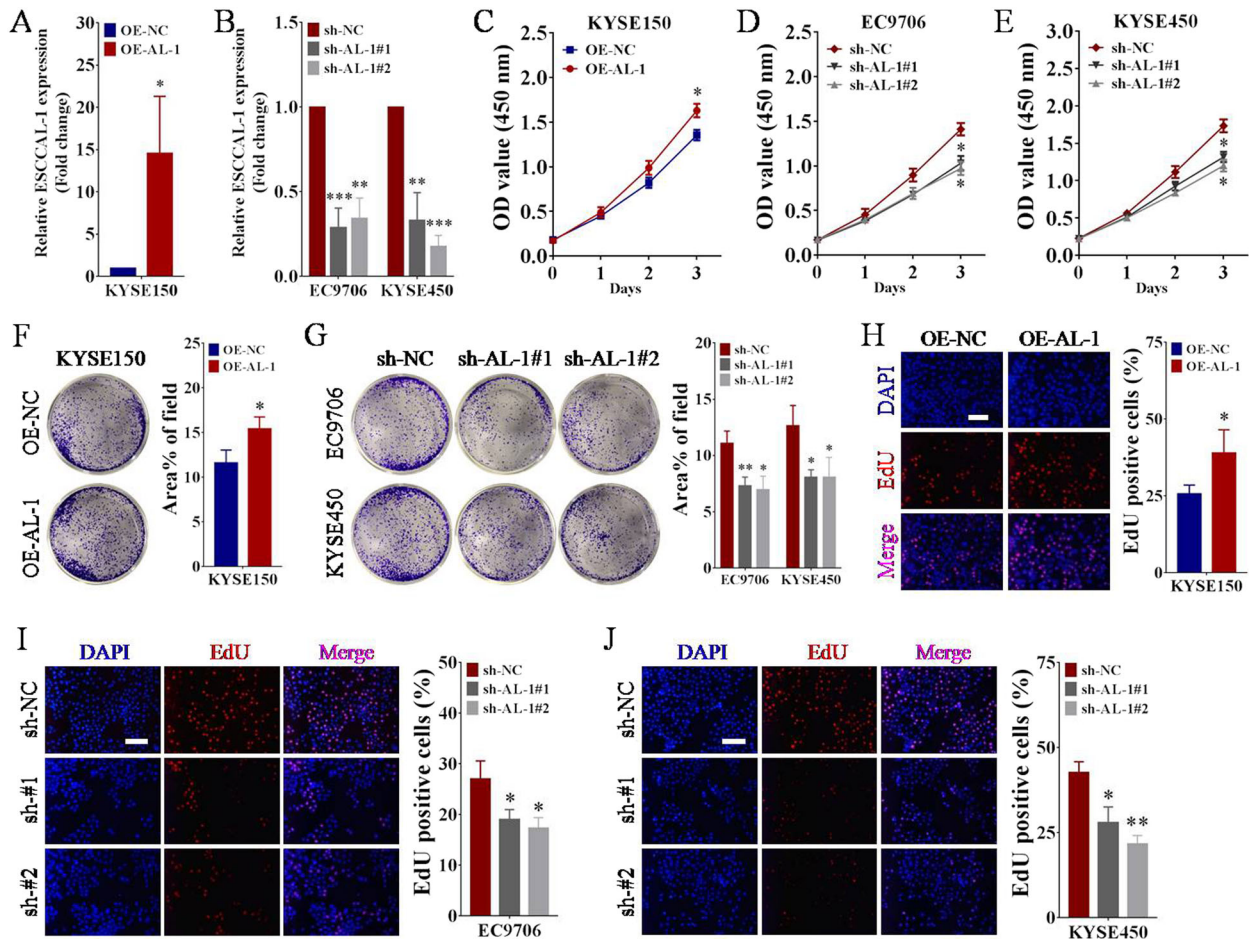 A
Relative ESCCAL-1 expression
(Fold change)
30
25
20
15
10
5
0
OE-NC
OE-AL-1
*
KYSE150
B
Relative ESCCAL-1 expression
(Fold change)
1.5
1.0
0.5
0.0
sh-NC
sh-AL-1#1
sh-AL-1#2
*** ** ** ***
EC9706 KYSE450
C
KYSE150
OD value (450 nm)
2.5
2.0
1.5
1.0
0.5
0.0
OE-NC
OE-AL-1
*
0 1 2 3
Days
D
EC9706
OD value (450 nm)
2.5
2.0
1.5
1.0
0.5
0.0
sh-NC
sh-AL-1#1
sh-AL-1#2
*
*
0 1 2 3
Days
E
KYSE450
OD value (450 nm)
3.0
2.5
2.0
1.5
1.0
0.5
0.0
sh-NC
sh-AL-1#1
sh-AL-1#2
*
*
0 1 2 3
Days
F
KYSE150
OE-NC
OE-AL-1
Area% of field
25
20
15
10
5
0
OE-NC
OE-AL-1
*
KYSE150
G
sh-NC sh-AL-1#1 sh-AL-1#2
EC9706
KYSE450
Area% of field
20
15
10
5
0
sh-NC
sh-AL-1#1
sh-AL-1#2
** * * *
EC9706 KYSE450
H
OE-NC OE-AL-1
DAPI
EdU
Merge
EdU positive cells (%)
75
50
25
0
OE-NC
OE-AL-1
*
KYSE150
I
DAPI EdU Merge
sh-NC
sh-#1
sh-#2
EdU positive cells (%)
50
40
30
20
10
0
sh-NC
sh-AL-1#1
sh-AL-1#2
* *
EC9706
J
DAPI EdU Merge
sh-NC
sh-#1
sh-#2
EdU positive cells (%)
75
50
25
0
sh-NC
sh-AL-1#1
sh-AL-1#2
* **
KYSE450